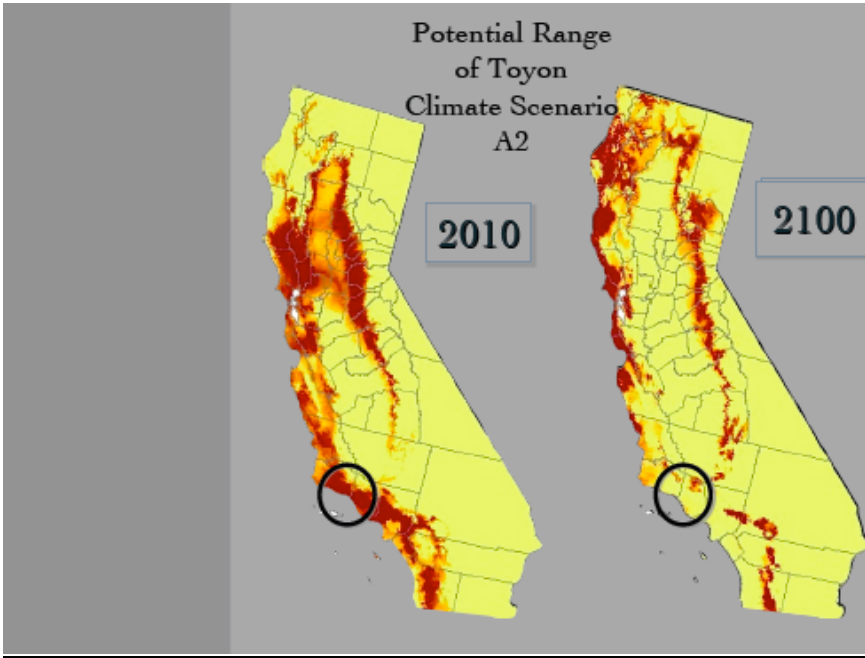 Potential Range
of Toyon
Climate Scenario
A2
2010
2100